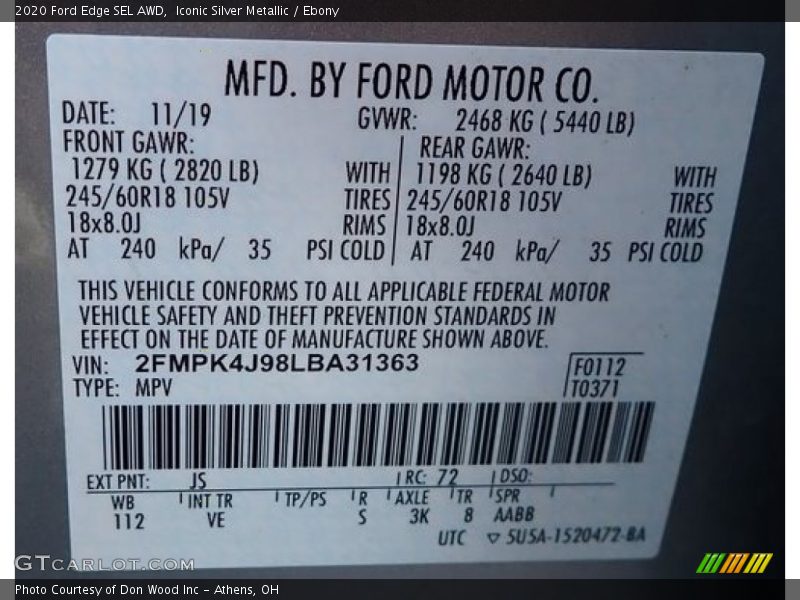 2020 Ford Edge SEL AWD, Iconic Silver Metallic / Ebony
MFD. BY FORD MOTOR CO.
DATE: 11/19 GVWR: 2468 KG ( 5440 LB)
FRONT GAWR: REAR GAWR:
1279 KG ( 2820 LB) WITH 1198 KG ( 2640 LB) WITH
245/60R18 105V TIRES 245/60R18 105V TIRES
18x8.0J RIMS 18x8.0J RIMS
AT 240 kPa/ 35 PSI COLD AT 240 kPa/ 35 PSI COLD
THIS VEHICLE CONFORMS TO ALL APPLICABLE FEDERAL MOTOR
VEHICLE SAFETY AND THEFT PREVENTION STANDARDS IN
EFFECT ON THE DATE OF MANUFACTURE SHOWN ABOVE.
VIN: 2FMPK4J98LBA31363 F0112
TYPE: MPV T0371
EXT PNT: JS RC: 72 DSO:
WB INT TR TP/PS R AXLE TR SPR
112 VE S 3K 8 AABB
UTC ▽ 5U5A-1520472-BA
GTCARLOT.COM
Photo Courtesy of Don Wood Inc – Athens, OH